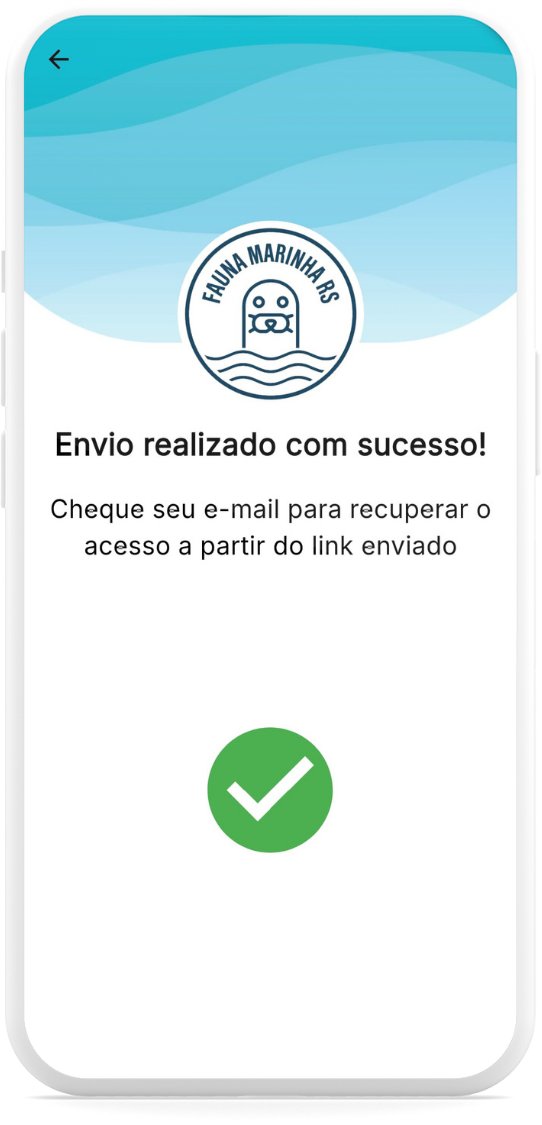 FAUNA MARINHA RS
Envio realizado com sucesso!
Cheque seu e-mail para recuperar o
acesso a partir do link enviado